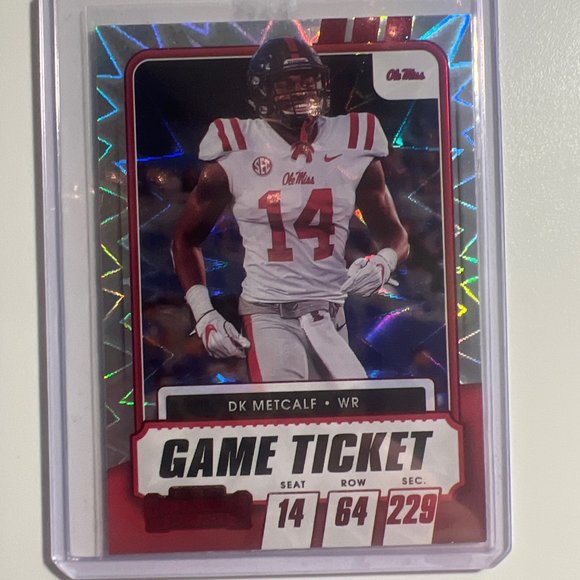 Ole Miss
SEC
Ole Miss
14
DK METCALF • WR
GAME TICKET
SEAT ROW SEC.
14 64 229